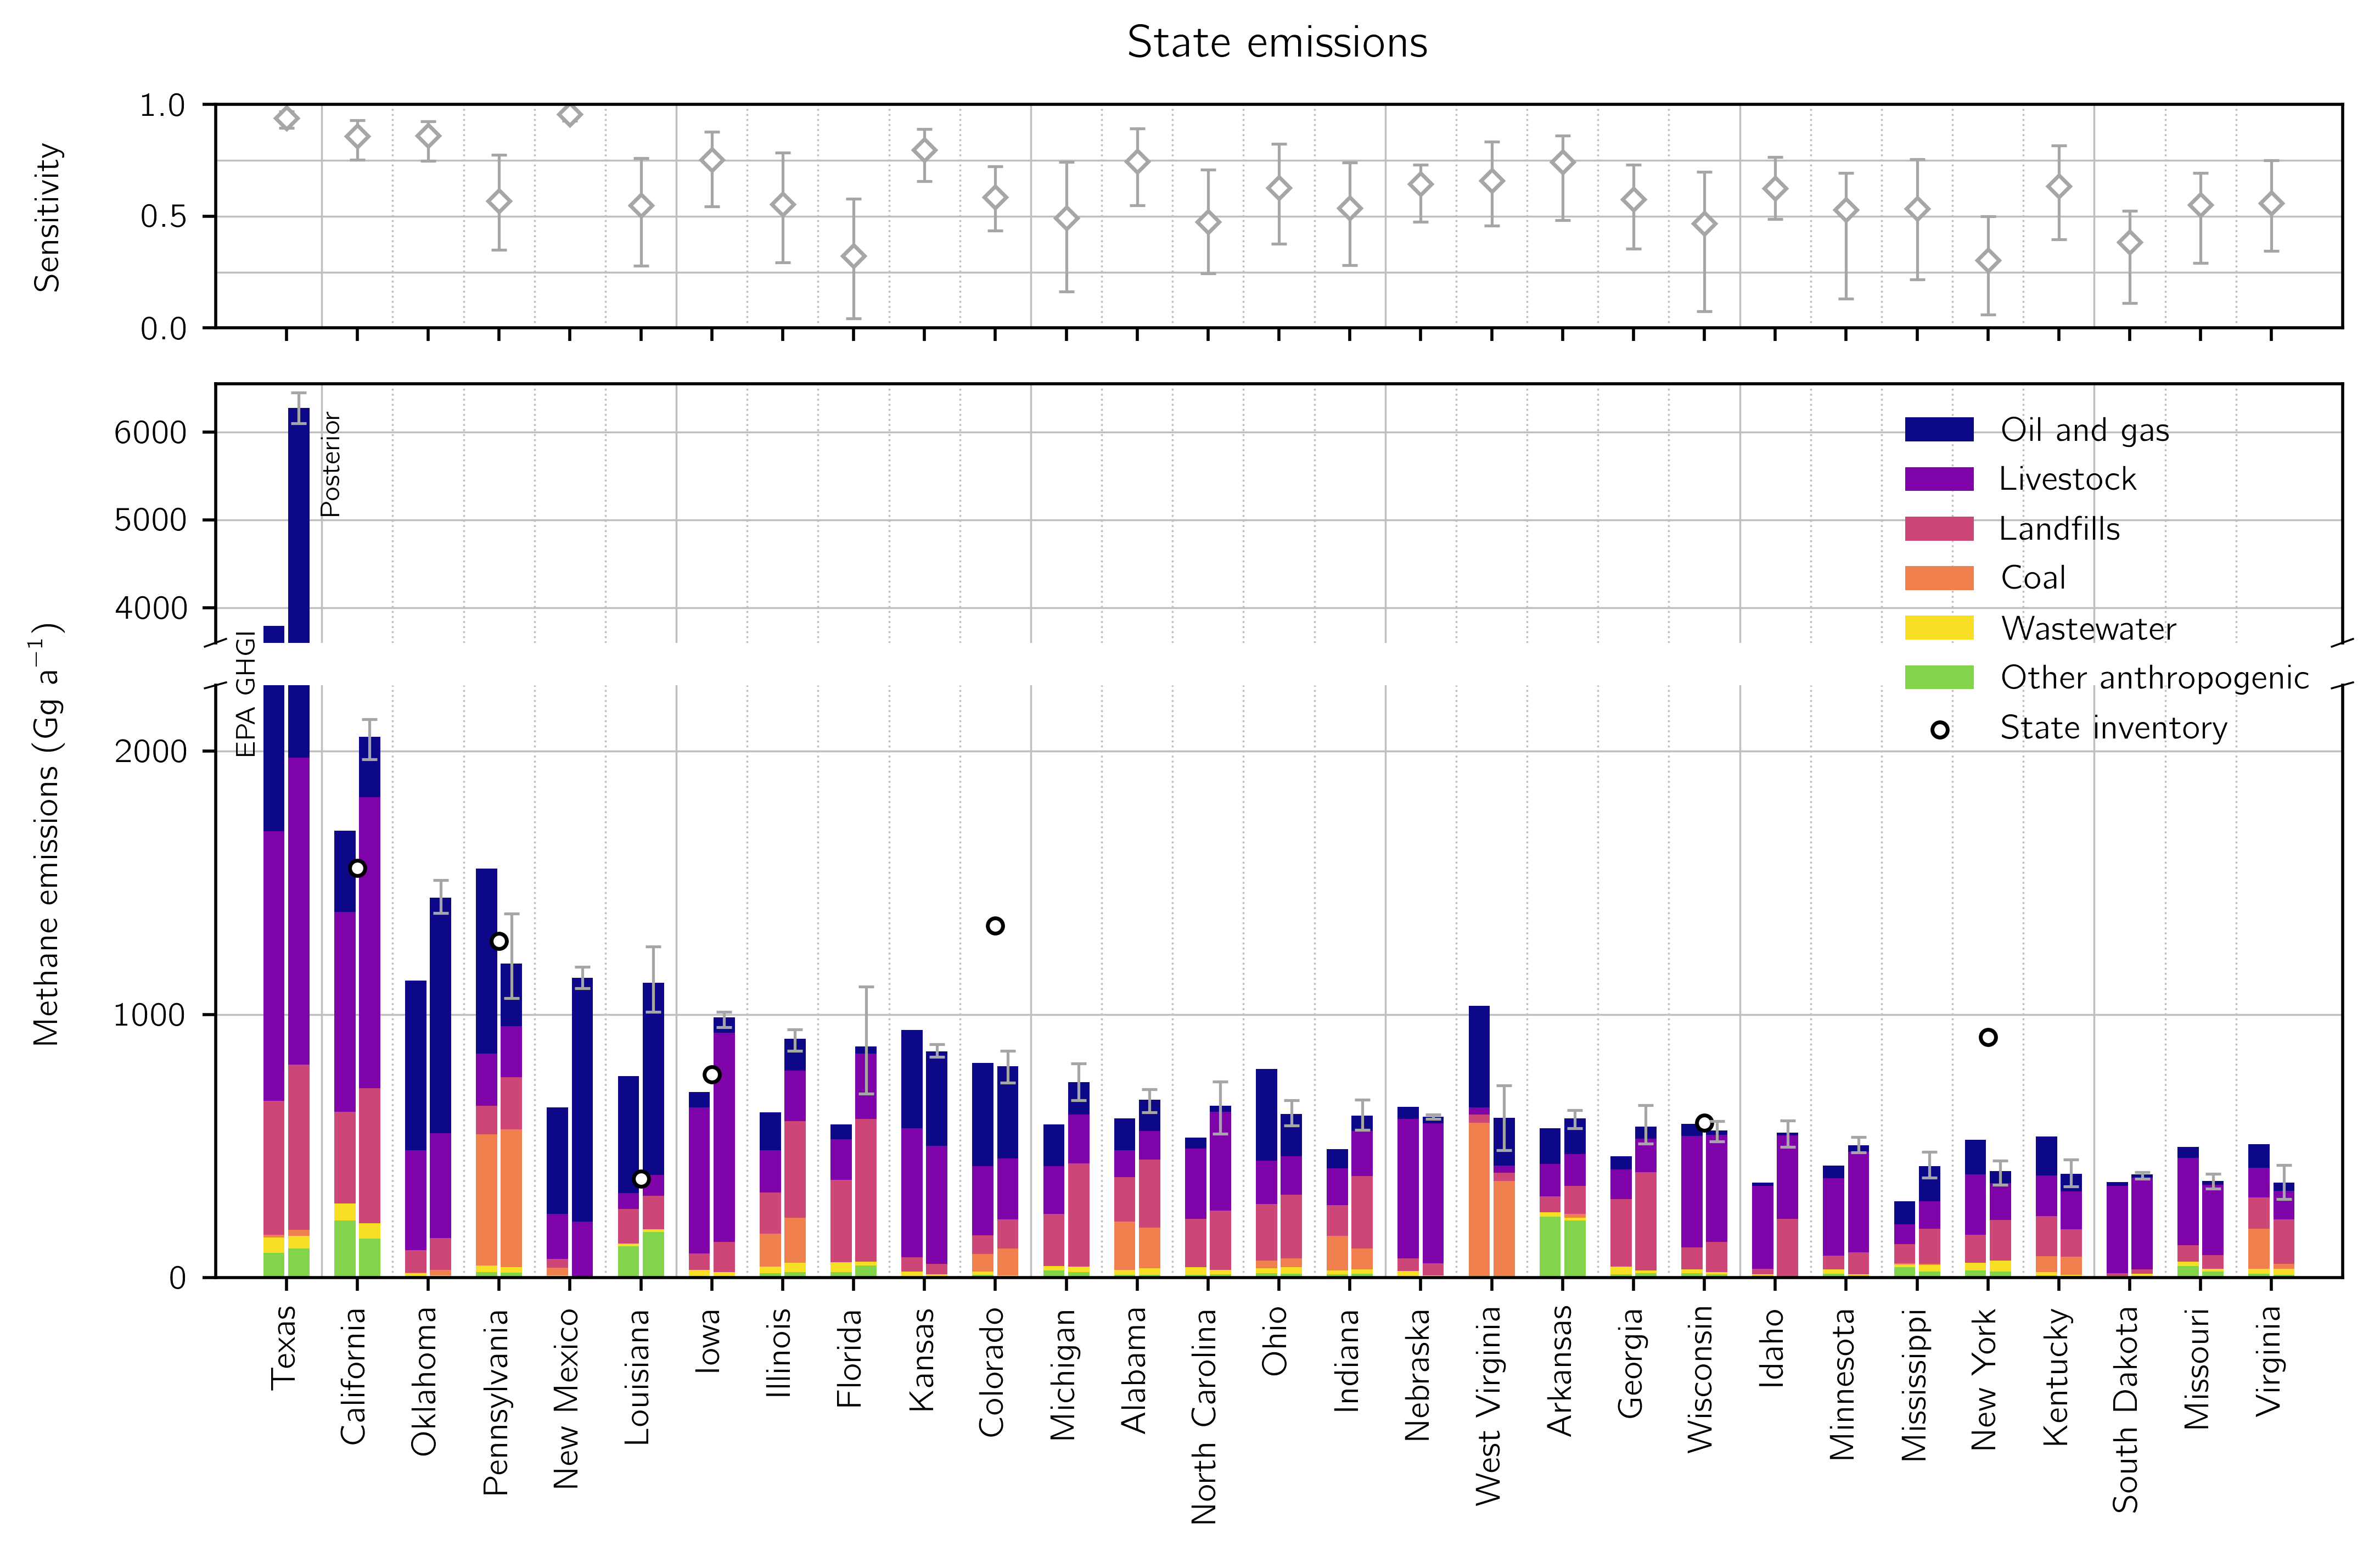 State emissions
Sensitivity
1.0
0.5
0.0
Methane emissions (Gg a⁻¹)
6000
5000
4000
2000
1000
0
EPA GHGI
Posterior
Oil and gas
Livestock
Landfills
Coal
Wastewater
Other anthropogenic
State inventory
Texas
California
Oklahoma
Pennsylvania
New Mexico
Louisiana
Iowa
Illinois
Florida
Kansas
Colorado
Michigan
Alabama
North Carolina
Ohio
Indiana
Nebraska
West Virginia
Arkansas
Georgia
Wisconsin
Idaho
Minnesota
Mississippi
New York
Kentucky
South Dakota
Missouri
Virginia